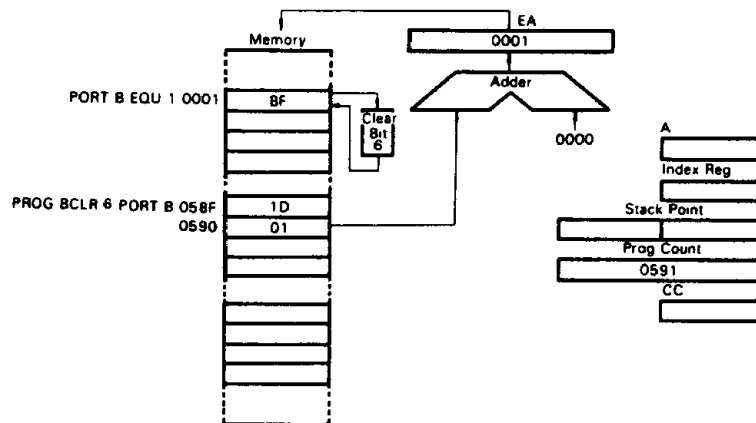 EA
Memory
0001
Adder
PORT B EQU 1 0001
BF
Clear
Bit
6
0000
A
Index Reg
PROG BCLR 6 PORT B 058F
1D
Stack Point
0590
01
Prog Count
0591
CC